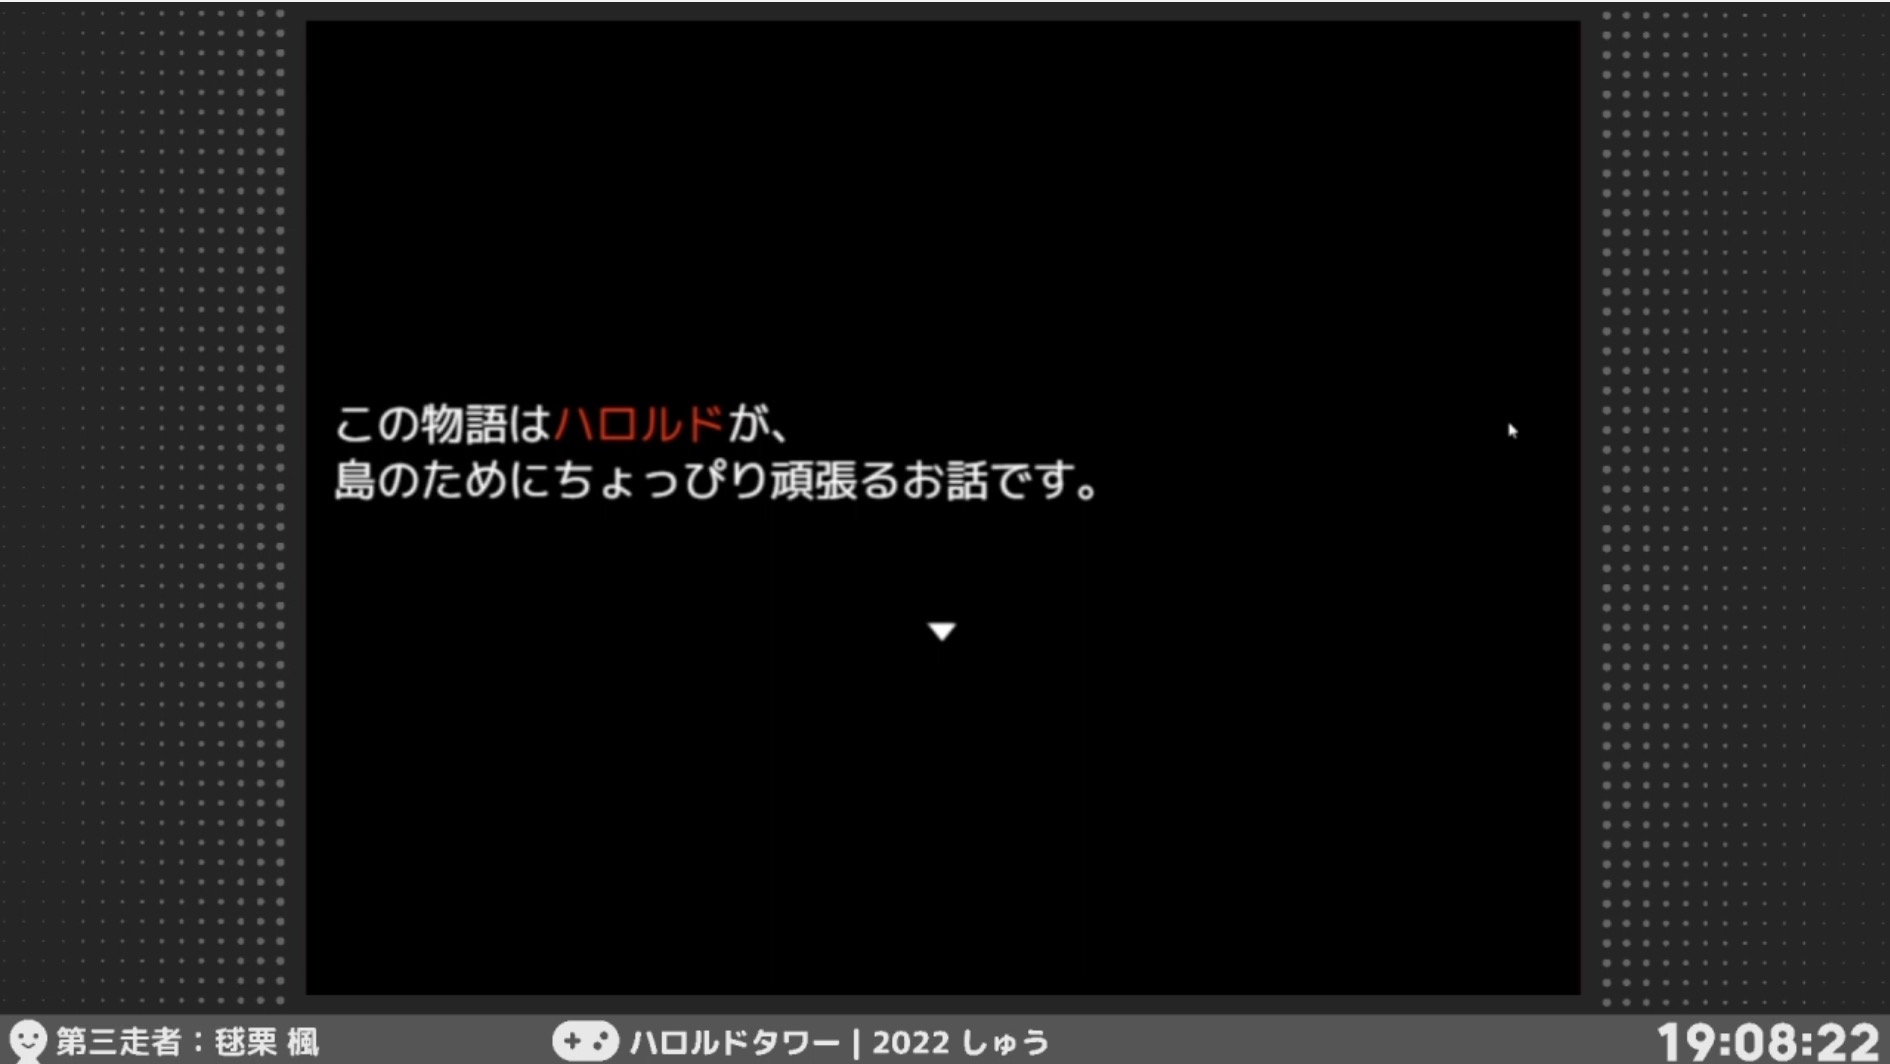 この物語はハロルドが、
島のためにちょっぴり頑張るお話です。
第三走者：毬栗 楓
ハロルドタワー | 2022 しゅう
19:08:22